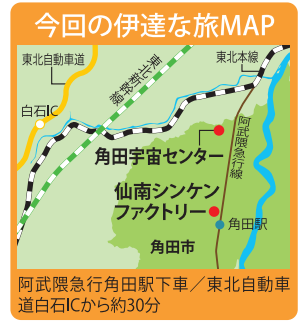 今回の伊達な旅MAP
東北自動車道
東北新幹線
東北本線
白石IC
阿武隈急行線
角田宇宙センター
仙南シンケン
ファクトリー
角田駅
角田市
阿武隈急行角田駅下車／東北自動車
道白石ICから約30分